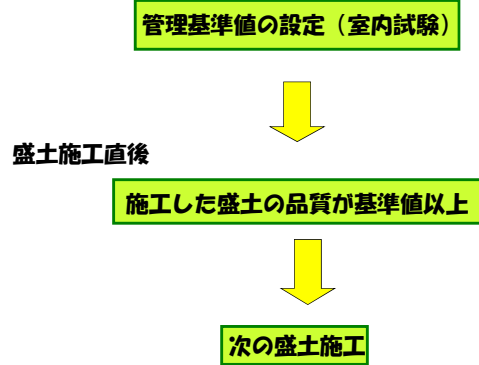 管理基準値の設定（室内試験）
盛土施工直後
施工した盛土の品質が基準値以上
次の盛土施工